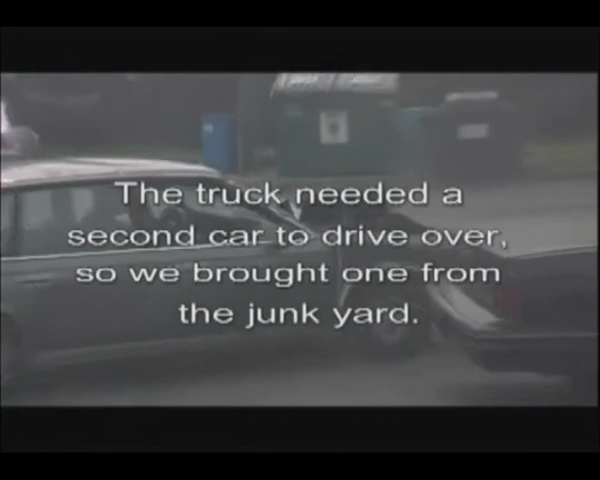 The truck needed a
second car to drive over,
so we brought one from
the junk yard.